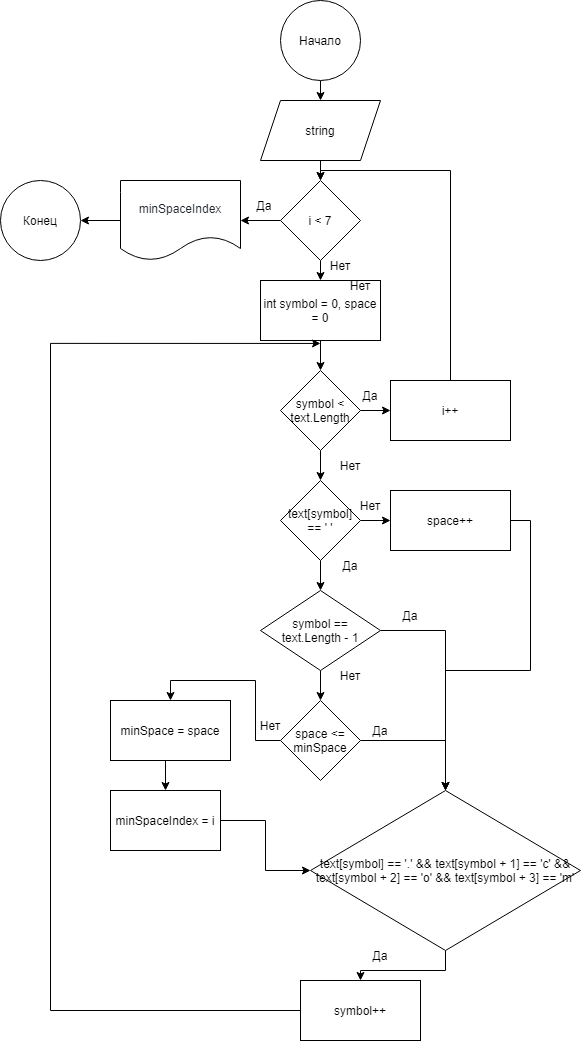 Начало
string
minSpaceIndex
Да
Конец
i < 7
Нет
Нет
int symbol = 0, space
= 0
symbol <
text.Length
Да
i++
Нет
text[symbol]
== ' '
Нет
space++
Да
symbol ==
text.Length - 1
Да
Нет
minSpace = space
Нет
space <=
minSpace
Да
minSpaceIndex = i
text[symbol] == '.' && text[symbol + 1] == 'c' &&
text[symbol + 2] == 'o' && text[symbol + 3] == 'm'
Да
symbol++